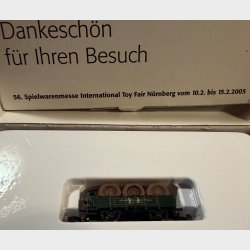 Dankeschön
für Ihren Besuch
56. Spielwarenmesse International Toy Fair Nürnberg vom 10.2. bis 15.2.2005